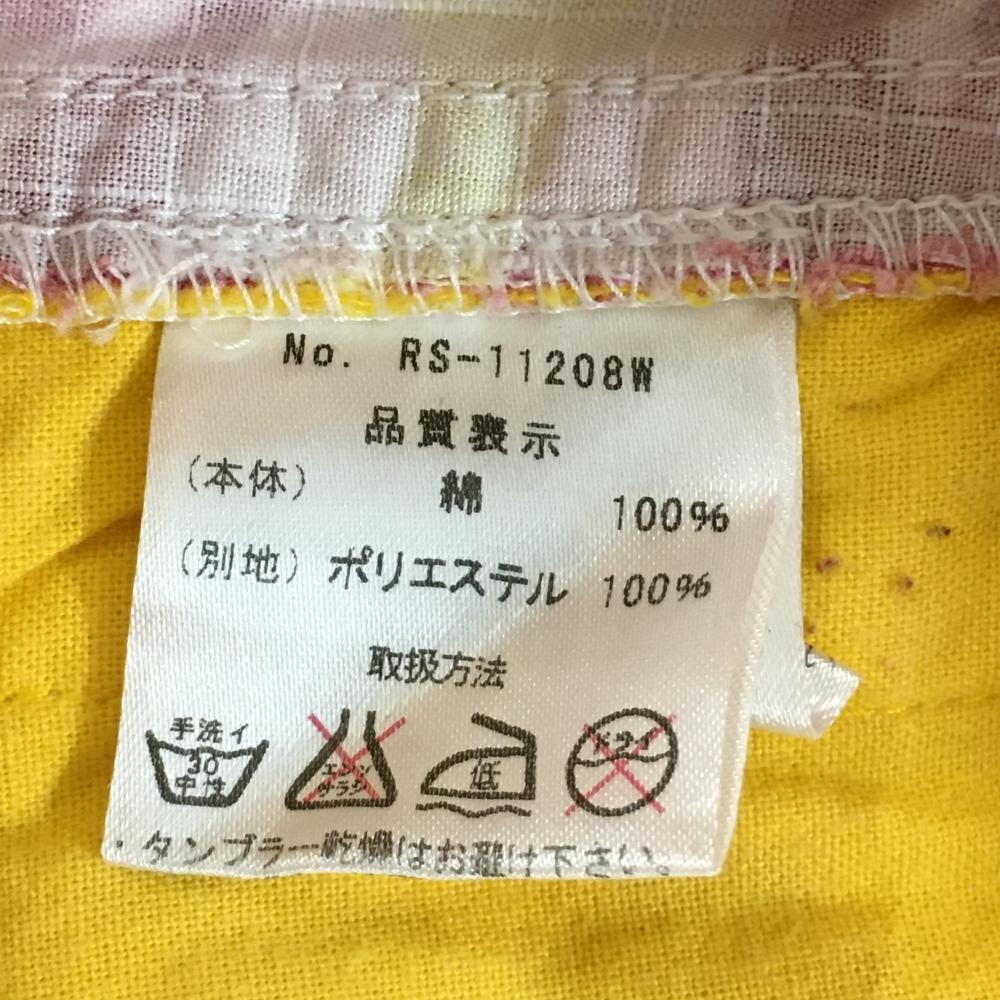 No. RS-11208W
品質表示
(本体) 綿 100%
(別地) ポリエステル 100%
取扱方法
手洗イ
30
中性
エンソ
サラシ
低
ドライ
・タンブラー乾燥はお避け下さい。